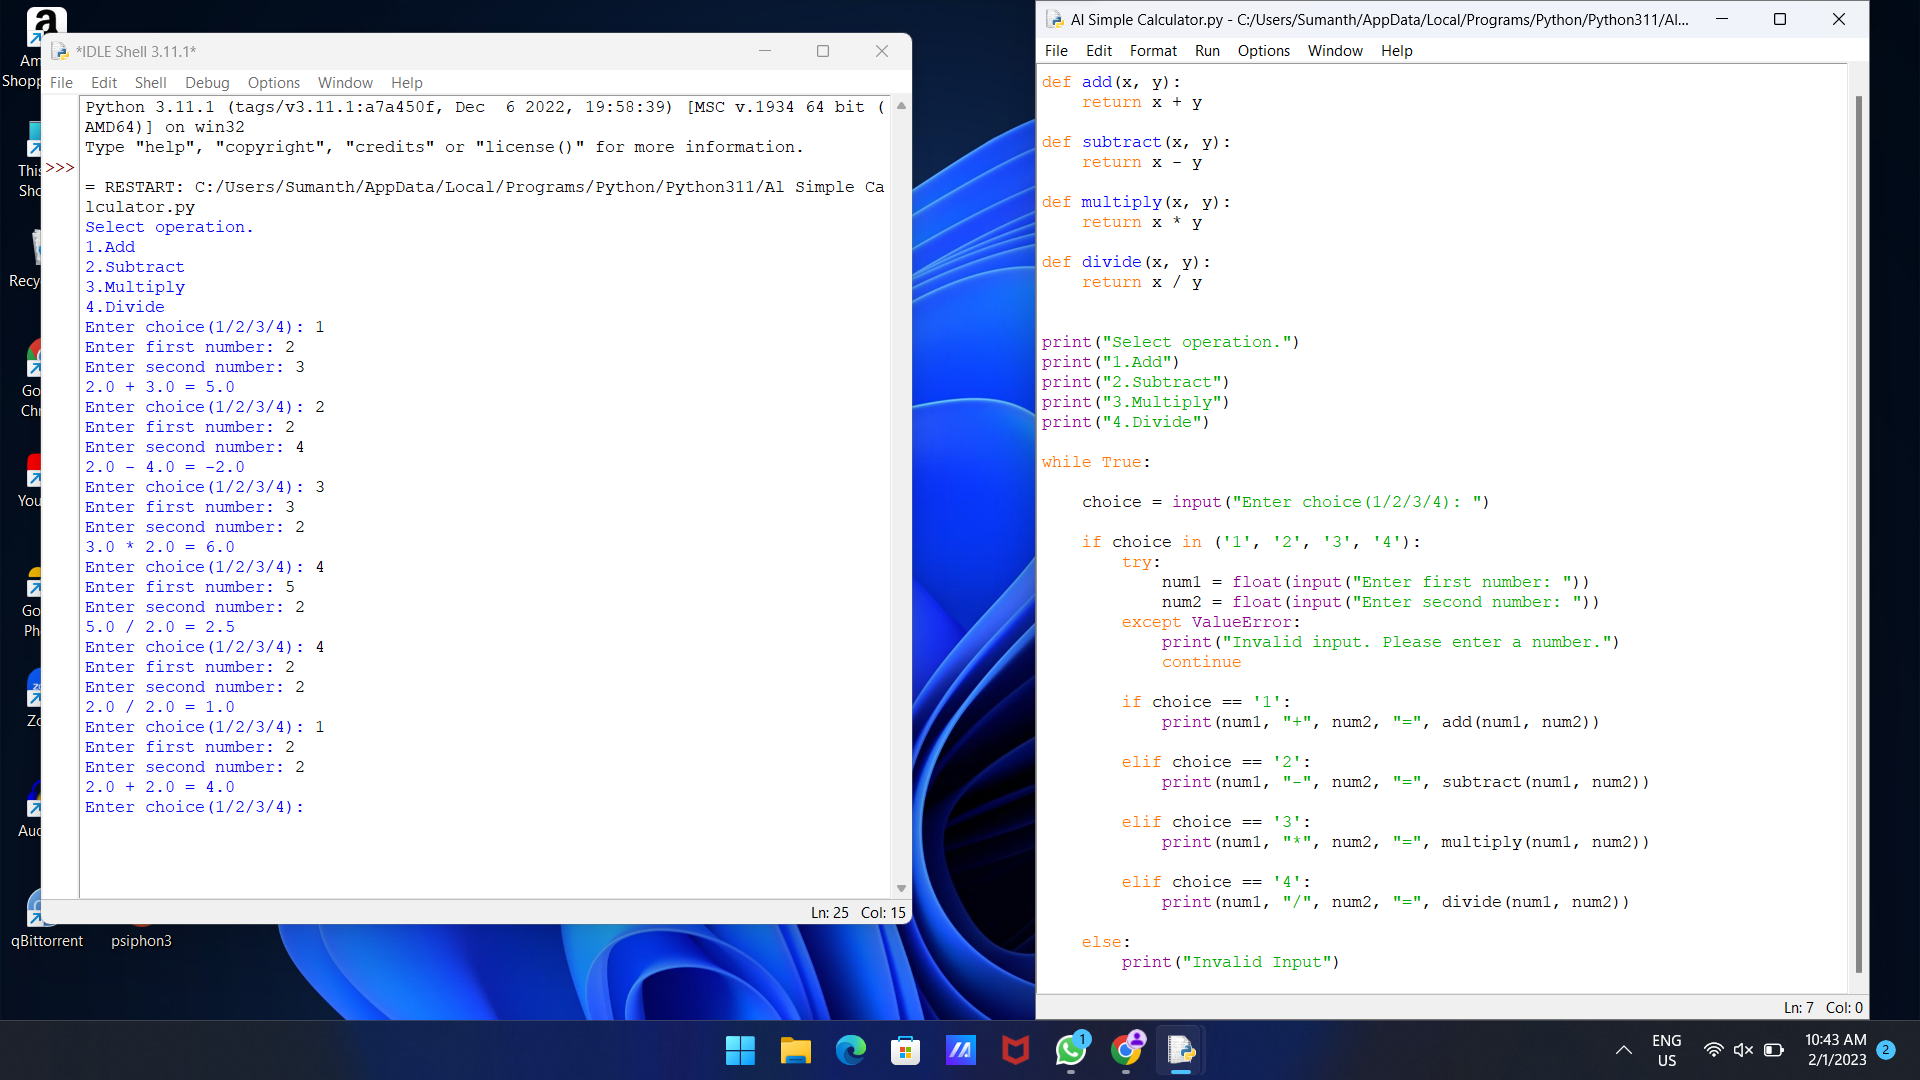 *IDLE Shell 3.11.1*
File Edit Shell Debug Options Window Help
Python 3.11.1 (tags/v3.11.1:a7a450f, Dec  6 2022, 19:58:39) [MSC v.1934 64 bit (
AMD64)] on win32
Type "help", "copyright", "credits" or "license()" for more information.
>>>
= RESTART: C:/Users/Sumanth/AppData/Local/Programs/Python/Python311/Al Simple Ca
lculator.py
Select operation.
1.Add
2.Subtract
3.Multiply
4.Divide
Enter choice(1/2/3/4): 1
Enter first number: 2
Enter second number: 3
2.0 + 3.0 = 5.0
Enter choice(1/2/3/4): 2
Enter first number: 2
Enter second number: 4
2.0 - 4.0 = -2.0
Enter choice(1/2/3/4): 3
Enter first number: 3
Enter second number: 2
3.0 * 2.0 = 6.0
Enter choice(1/2/3/4): 4
Enter first number: 5
Enter second number: 2
5.0 / 2.0 = 2.5
Enter choice(1/2/3/4): 4
Enter first number: 2
Enter second number: 2
2.0 / 2.0 = 1.0
Enter choice(1/2/3/4): 1
Enter first number: 2
Enter second number: 2
2.0 + 2.0 = 4.0
Enter choice(1/2/3/4):
Ln: 25 Col: 15
Al Simple Calculator.py - C:/Users/Sumanth/AppData/Local/Programs/Python/Python311/Al...
File Edit Format Run Options Window Help
def add(x, y):
    return x + y
def subtract(x, y):
    return x - y
def multiply(x, y):
    return x * y
def divide(x, y):
    return x / y
print("Select operation.")
print("1.Add")
print("2.Subtract")
print("3.Multiply")
print("4.Divide")
while True:
    choice = input("Enter choice(1/2/3/4): ")
    if choice in ('1', '2', '3', '4'):
        try:
            num1 = float(input("Enter first number: "))
            num2 = float(input("Enter second number: "))
        except ValueError:
            print("Invalid input. Please enter a number.")
            continue
        if choice == '1':
            print(num1, "+", num2, "=", add(num1, num2))
        elif choice == '2':
            print(num1, "-", num2, "=", subtract(num1, num2))
        elif choice == '3':
            print(num1, "*", num2, "=", multiply(num1, num2))
        elif choice == '4':
            print(num1, "/", num2, "=", divide(num1, num2))
    else:
        print("Invalid Input")
Ln: 7 Col: 0
qBittorrent psiphon3
1
ENG
US
10:43 AM
2/1/2023
2